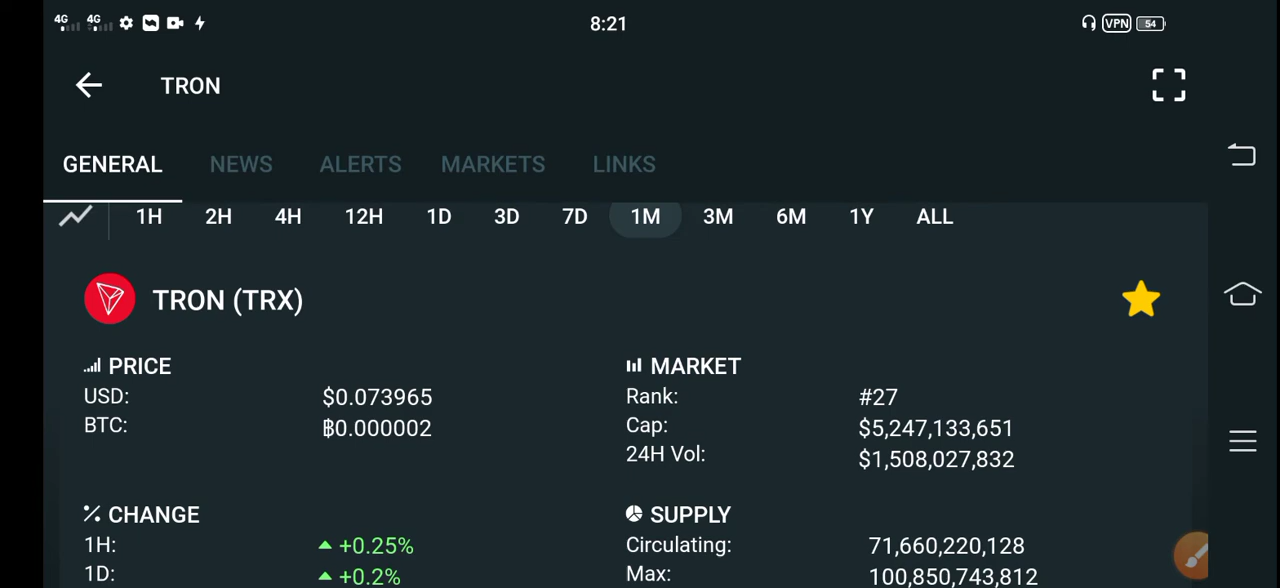 4G 4G 8:21 VPN 54
TRON
GENERAL NEWS ALERTS MARKETS LINKS
1H 2H 4H 12H 1D 3D 7D 1M 3M 6M 1Y ALL
TRON (TRX)
PRICE
USD: $0.073965
BTC: ฿0.000002
MARKET
Rank: #27
Cap: $5,247,133,651
24H Vol: $1,508,027,832
CHANGE
1H: +0.25%
1D: +0.2%
SUPPLY
Circulating: 71,660,220,128
Max: 100,850,743,812